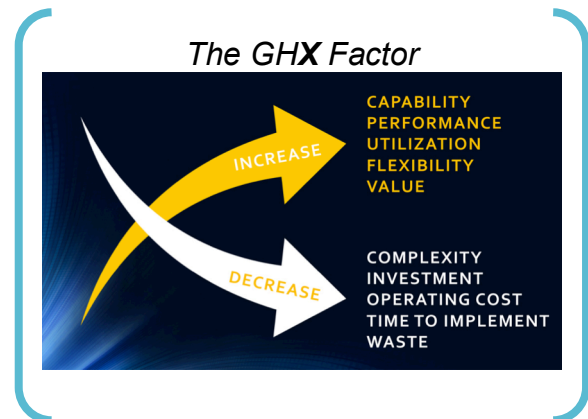 The GHX Factor
INCREASE
CAPABILITY
PERFORMANCE
UTILIZATION
FLEXIBILITY
VALUE
DECREASE
COMPLEXITY
INVESTMENT
OPERATING COST
TIME TO IMPLEMENT
WASTE